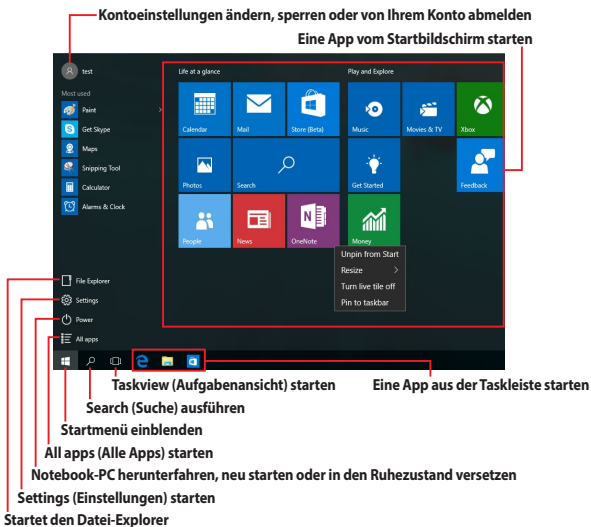 Kontoeinstellungen ändern, sperren oder von Ihrem Konto abmelden
Eine App vom Startbildschirm starten
test
Life at a glance
Play and Explore
Most used
Paint
Get Skype
Maps
Snipping Tool
Calculator
Alarms & Clock
Calendar
Mail
Store (Beta)
Music
Movies & TV
Xbox
Photos
Search
Get Started
Feedback
People
News
OneNote
Money
Unpin from Start
Resize
Turn live tile off
Pin to taskbar
File Explorer
Settings
Power
All apps
Taskview (Aufgabenansicht) starten
Eine App aus der Taskleiste starten
Search (Suche) ausführen
Startmenü einblenden
All apps (Alle Apps) starten
Notebook-PC herunterfahren, neu starten oder in den Ruhezustand versetzen
Settings (Einstellungen) starten
Startet den Datei-Explorer